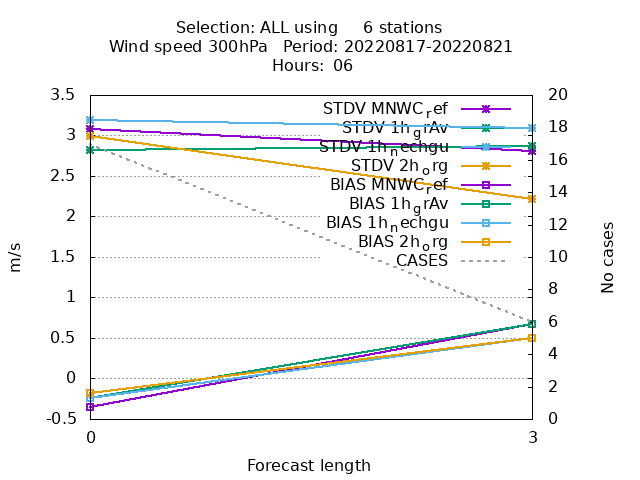 Selection: ALL using 6 stations
Wind speed 300hPa Period: 20220817-20220821
Hours: 06
3.5
3
2.5
2
1.5
1
0.5
0
-0.5
m/s
STDV MNWC_ref
STDV 1h_grAv
STDV 1h_nechgu
STDV 2h_org
BIAS MNWC_ref
BIAS 1h_grAv
BIAS 1h_nechgu
BIAS 2h_org
CASES
20
18
16
14
12
10
8
6
4
2
0
No cases
0 3
Forecast length